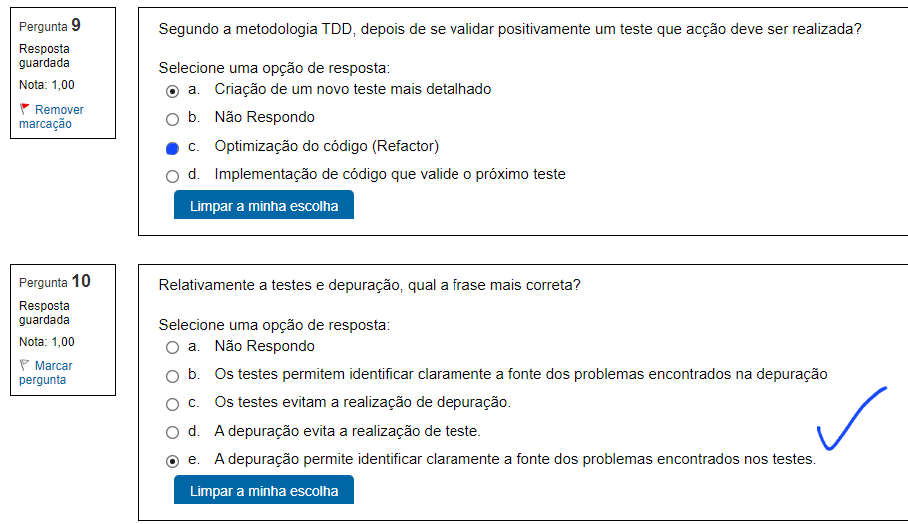 Pergunta 9
Resposta
guardada
Nota: 1,00
Remover
marcação
Segundo a metodologia TDD, depois de se validar positivamente um teste que acção deve ser realizada?
Selecione uma opção de resposta:
a. Criação de um novo teste mais detalhado
b. Não Respondo
c. Optimização do código (Refactor)
d. Implementação de código que valide o próximo teste
Limpar a minha escolha
Pergunta 10
Resposta
guardada
Nota: 1,00
Marcar
pergunta
Relativamente a testes e depuração, qual a frase mais correta?
Selecione uma opção de resposta:
a. Não Respondo
b. Os testes permitem identificar claramente a fonte dos problemas encontrados na depuração
c. Os testes evitam a realização de depuração.
d. A depuração evita a realização de teste.
e. A depuração permite identificar claramente a fonte dos problemas encontrados nos testes.
Limpar a minha escolha